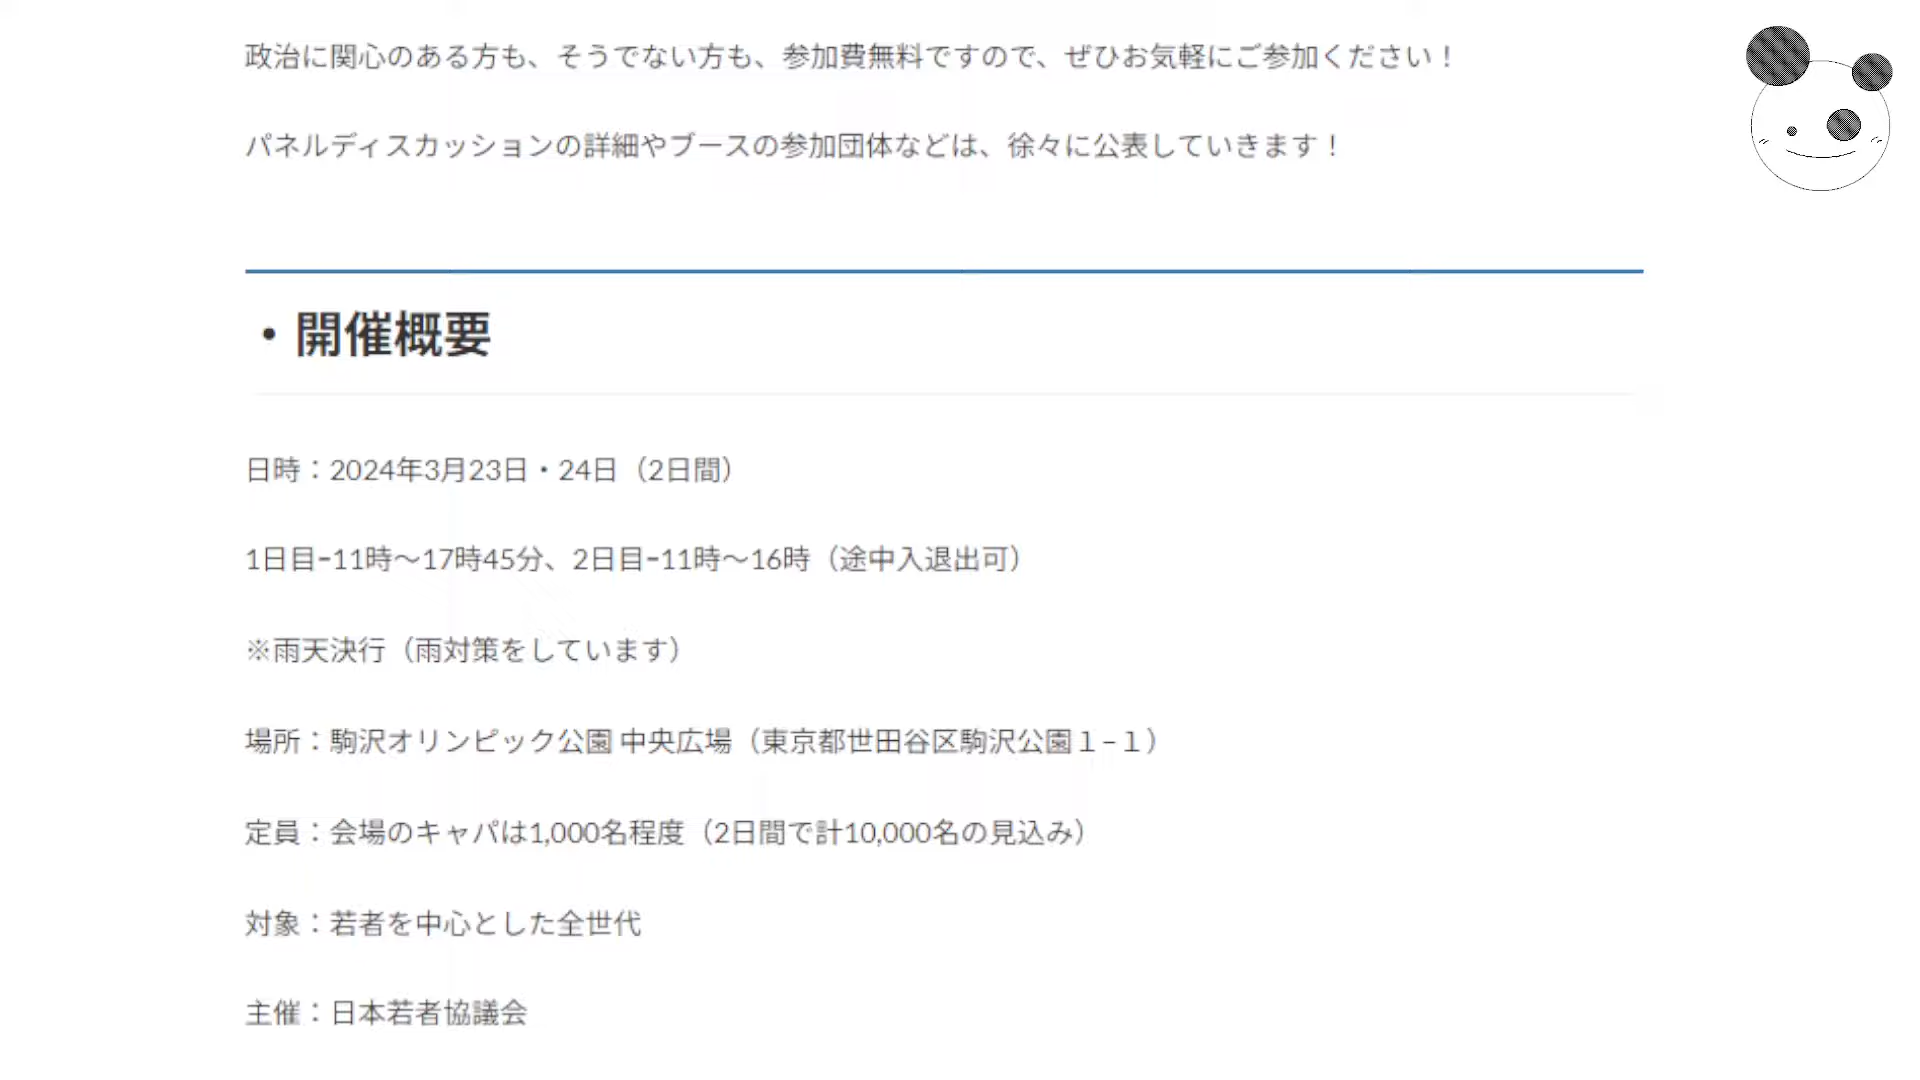 政治に関心のある方も、そうでない方も、参加費無料ですので、ぜひお気軽にご参加ください！
パネルディスカッションの詳細やブースの参加団体などは、徐々に公表していきます！
・開催概要
日時：2024年3月23日・24日（2日間）
1日目-11時〜17時45分、2日目-11時〜16時（途中入退出可）
※雨天決行（雨対策をしています）
場所：駒沢オリンピック公園 中央広場（東京都世田谷区駒沢公園１−１）
定員：会場のキャパは1,000名程度（2日間で計10,000名の見込み）
対象：若者を中心とした全世代
主催：日本若者協議会